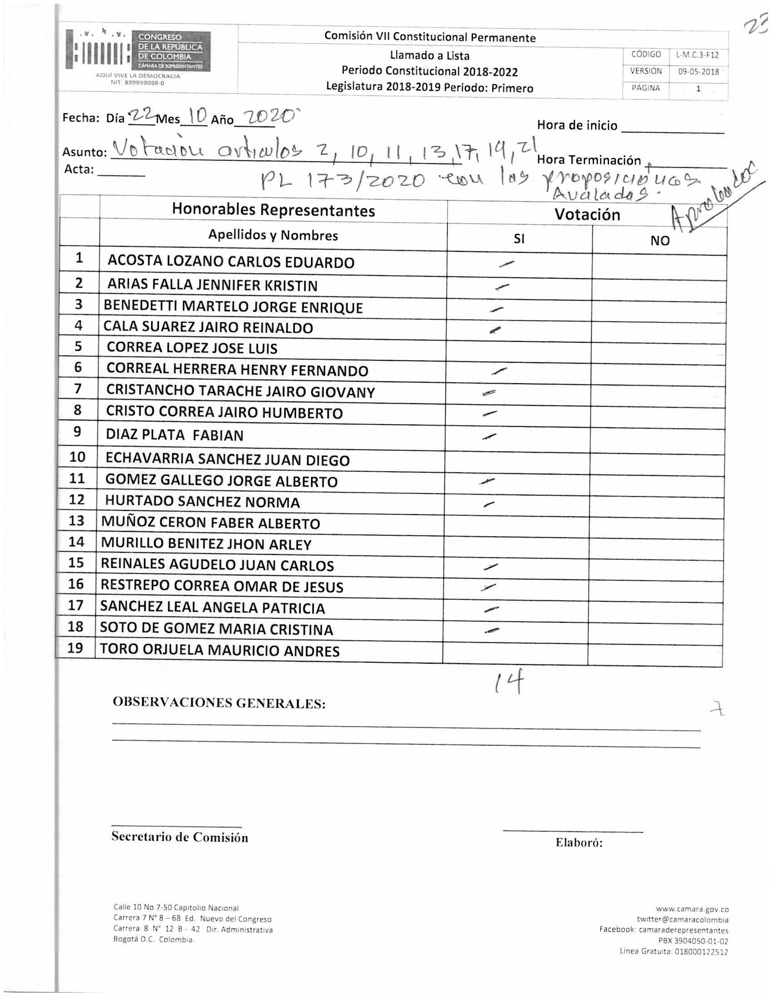 23
CONGRESO
DE LA REPÚBLICA
DE COLOMBIA
CÁMARA DE REPRESENTANTES
AQUÍ VIVE LA DEMOCRACIA
NIT: 899999098-0
Comisión VII Constitucional Permanente
Llamado a Lista
Periodo Constitucional 2018-2022
Legislatura 2018-2019 Periodo: Primero
CÓDIGO L-M.C.3-F12
VERSIÓN 09-05-2018
PÁGINA 1
Fecha: Día 22 Mes 10 Año 2020
Hora de inicio
Asunto: Votación articulos 2, 10, 11, 13, 17, 19, 21
Hora Terminación
Acta:
PL 173/2020 con las proposiciones
Avaladas.
Aprobados
Honorables Representantes Votación
Apellidos y Nombres SI NO
1 ACOSTA LOZANO CARLOS EDUARDO
2 ARIAS FALLA JENNIFER KRISTIN
3 BENEDETTI MARTELO JORGE ENRIQUE
4 CALA SUAREZ JAIRO REINALDO
5 CORREA LOPEZ JOSE LUIS
6 CORREAL HERRERA HENRY FERNANDO
7 CRISTANCHO TARACHE JAIRO GIOVANY
8 CRISTO CORREA JAIRO HUMBERTO
9 DIAZ PLATA FABIAN
10 ECHAVARRIA SANCHEZ JUAN DIEGO
11 GOMEZ GALLEGO JORGE ALBERTO
12 HURTADO SANCHEZ NORMA
13 MUÑOZ CERON FABER ALBERTO
14 MURILLO BENITEZ JHON ARLEY
15 REINALES AGUDELO JUAN CARLOS
16 RESTREPO CORREA OMAR DE JESUS
17 SANCHEZ LEAL ANGELA PATRICIA
18 SOTO DE GOMEZ MARIA CRISTINA
19 TORO ORJUELA MAURICIO ANDRES
14
OBSERVACIONES GENERALES:
7
Secretario de Comisión
Elaboró:
Calle 10 No 7-50 Capitolio Nacional
Carrera 7 N° 8 – 68 Ed. Nuevo del Congreso
Carrera 8 N° 12 B - 42 Dir. Administrativa
Bogotá D.C. Colombia.
www.camara.gov.co
twitter@camaracolombia
Facebook: camaraderepresentantes
PBX 3904050-01-02
Línea Gratuita: 018000122512